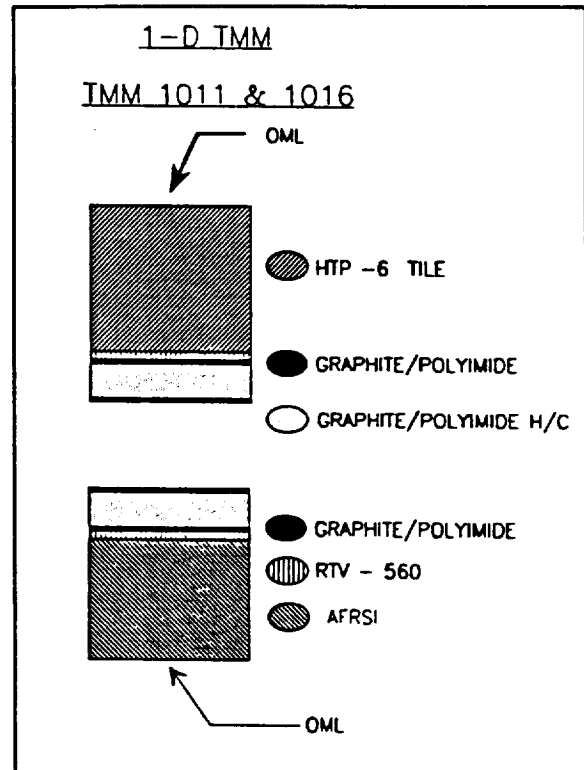 1-D TMM
TMM 1011 & 1016
OML
HTP -6 TILE
GRAPHITE/POLYIMIDE
GRAPHITE/POLYIMIDE H/C
GRAPHITE/POLYIMIDE
RTV - 560
AFRSI
OML